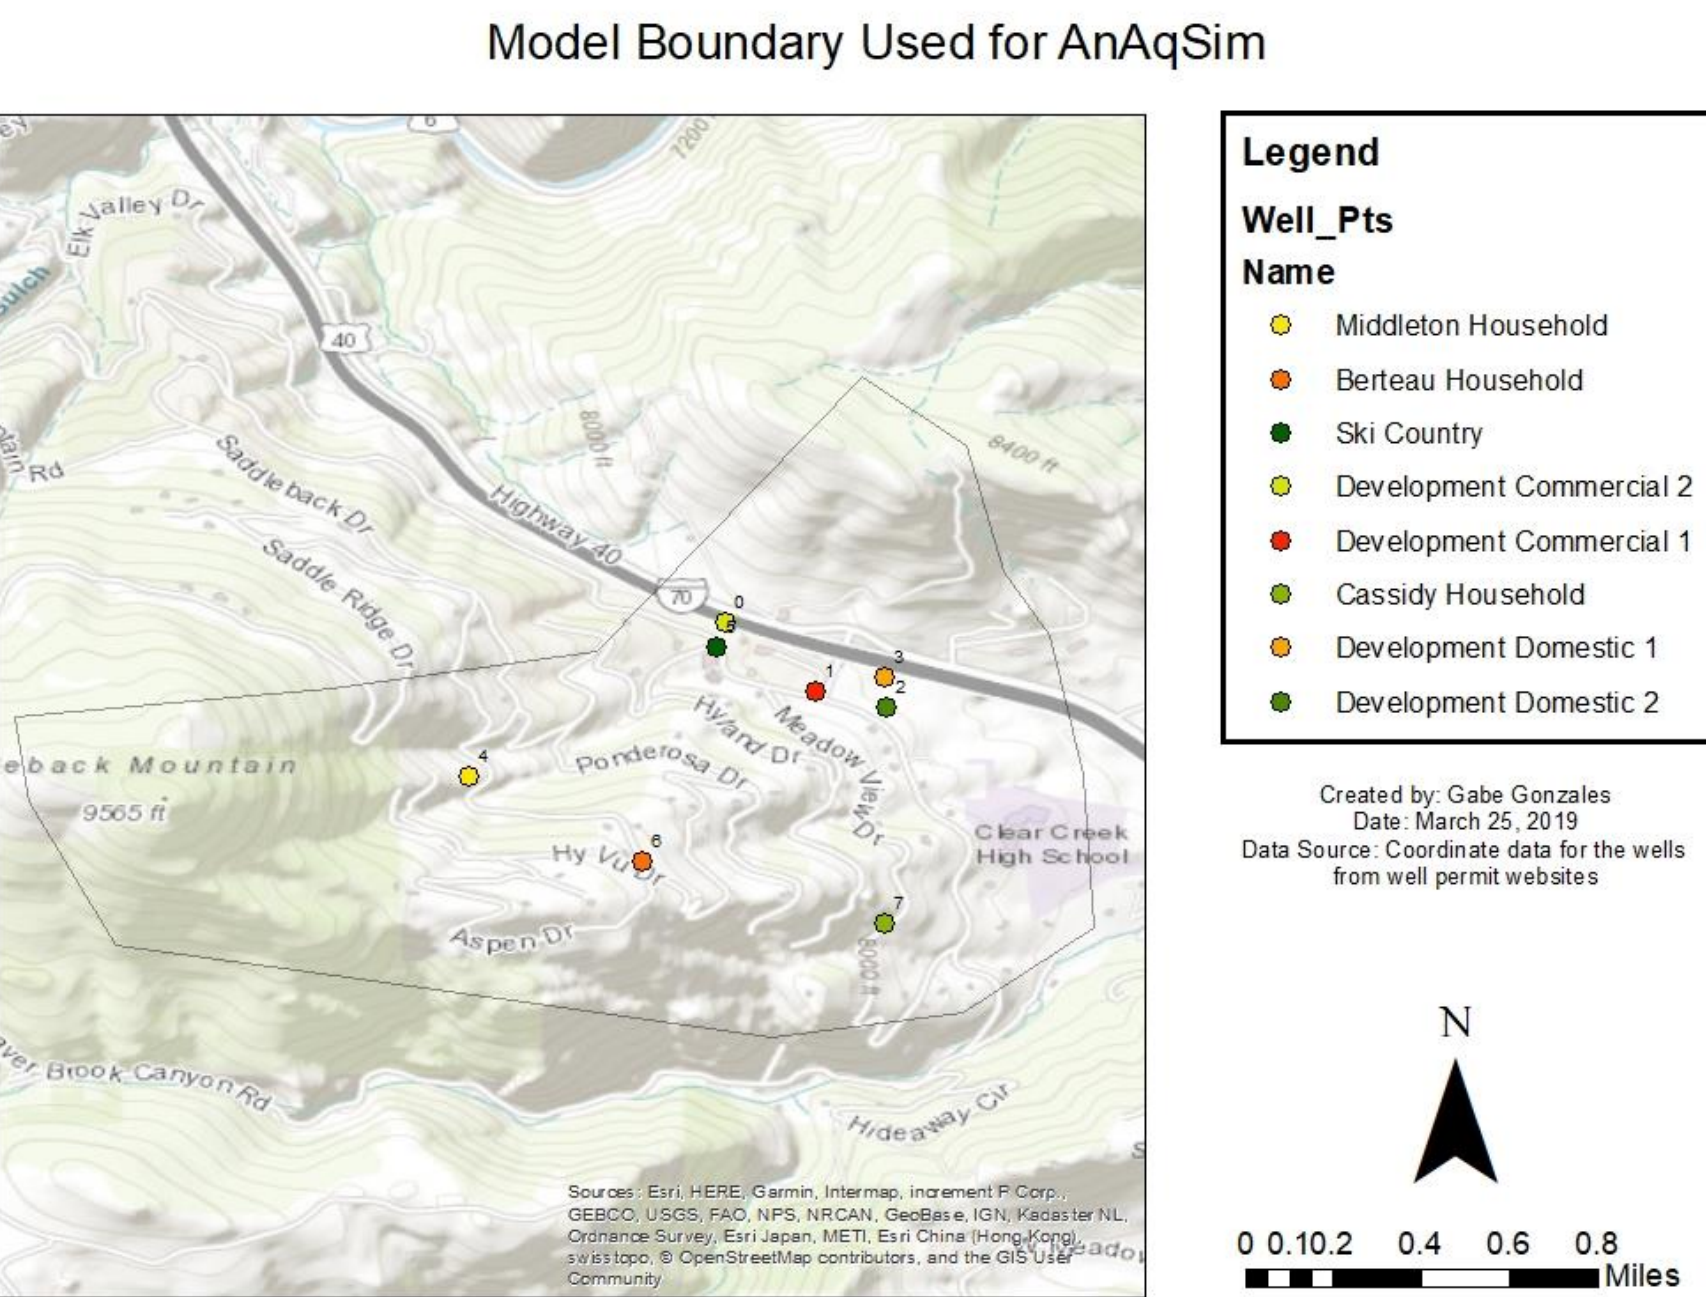 Model Boundary Used for AnAqSim
6
7200
Elk Valley Dr
40
Rd
Saddleback Dr
8000 ft
8400 ft
Highway 40
Saddle Ridge Dr
70
0
5
3
1
2
Hyland Dr
Meadow View Dr
Ponderosa Dr
eback Mountain
4
9565 ft
Clear Creek
High School
6
Hy Vu Dr
7
Aspen Dr
8000 ft
ver Brook Canyon Rd
Hideaway Cir
Sources: Esri, HERE, Garmin, Intermap, increment P Corp.,
GEBCO, USGS, FAO, NPS, NRCAN, GeoBase, IGN, Kadaster NL,
Ordnance Survey, Esri Japan, METI, Esri China (Hong Kong),
swisstopo, © OpenStreetMap contributors, and the GIS User
Community
Legend
Well_Pts
Name
Middleton Household
Berteau Household
Ski Country
Development Commercial 2
Development Commercial 1
Cassidy Household
Development Domestic 1
Development Domestic 2
Created by: Gabe Gonzales
Date: March 25, 2019
Data Source: Coordinate data for the wells
from well permit websites
N
0 0.10.2 0.4 0.6 0.8
Miles